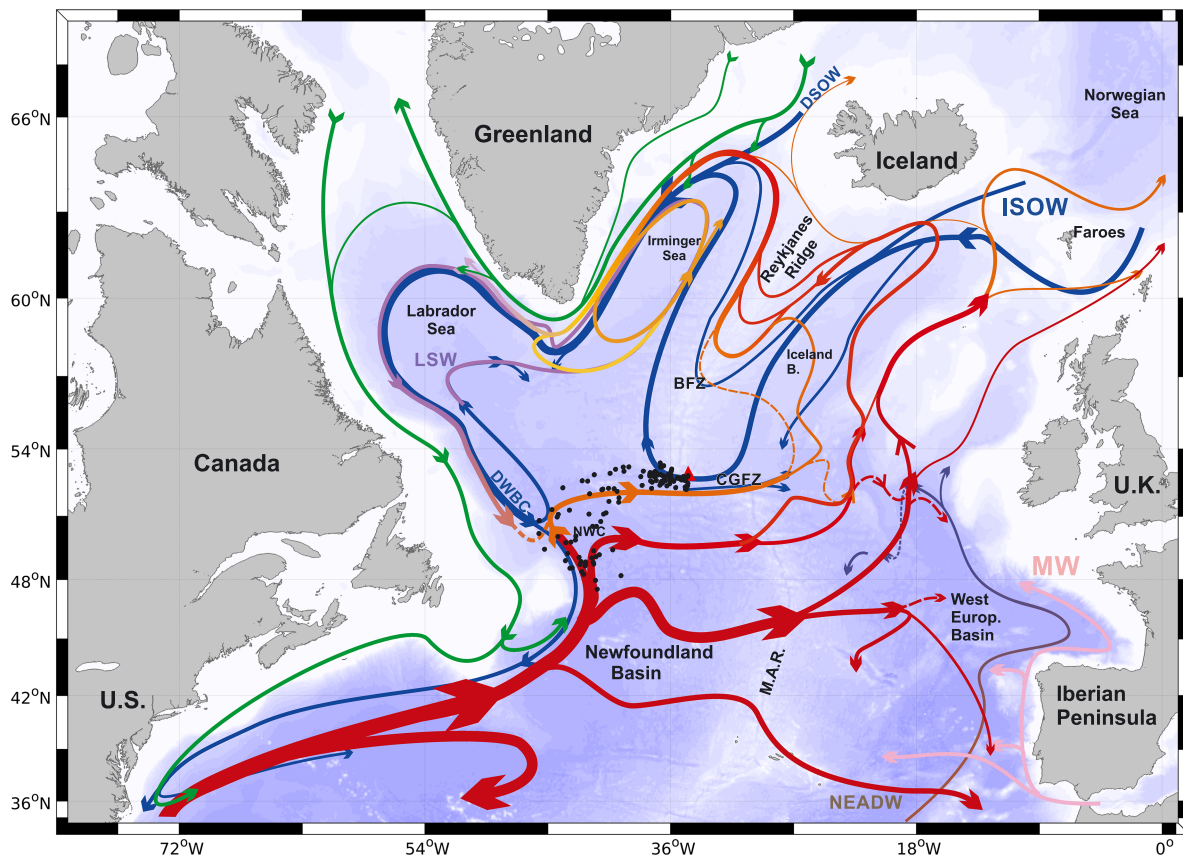 DSOW
Norwegian
Sea
66°N
Greenland
Iceland
ISOW
Faroes
Irminger
Sea
Reykjanes
Ridge
60°N
Labrador
Sea
LSW
Iceland
B.
BFZ
54°N
Canada
CGFZ
DWBC
U.K.
NWC
MW
48°N
West
Europ.
Basin
Newfoundland
Basin
M.A.R.
42°N
U.S.
Iberian
Peninsula
36°N
NEADW
72°W
54°W
36°W
18°W
0°